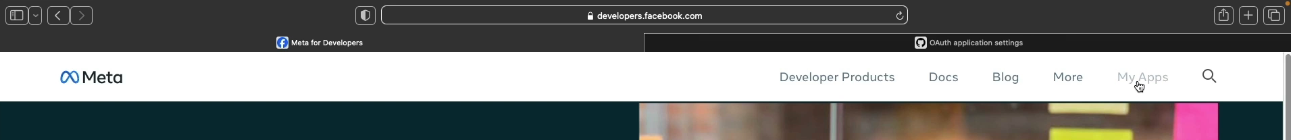 developers.facebook.com
Meta for Developers
OAuth application settings
Meta
Developer Products
Docs
Blog
More
My Apps